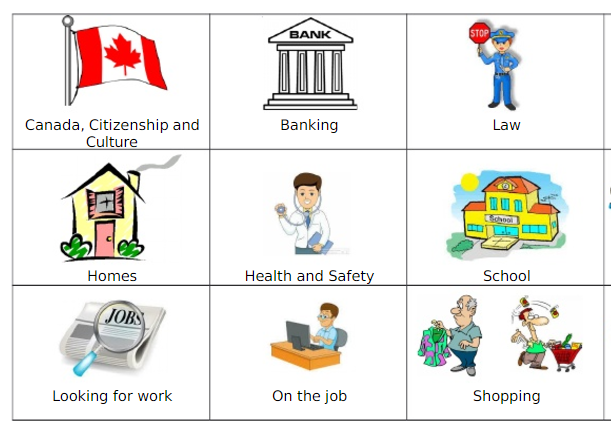 BANK
STOP
Canada, Citizenship and
Culture
Banking
Law
School
Homes
Health and Safety
School
JOBS
Looking for work
On the job
Shopping